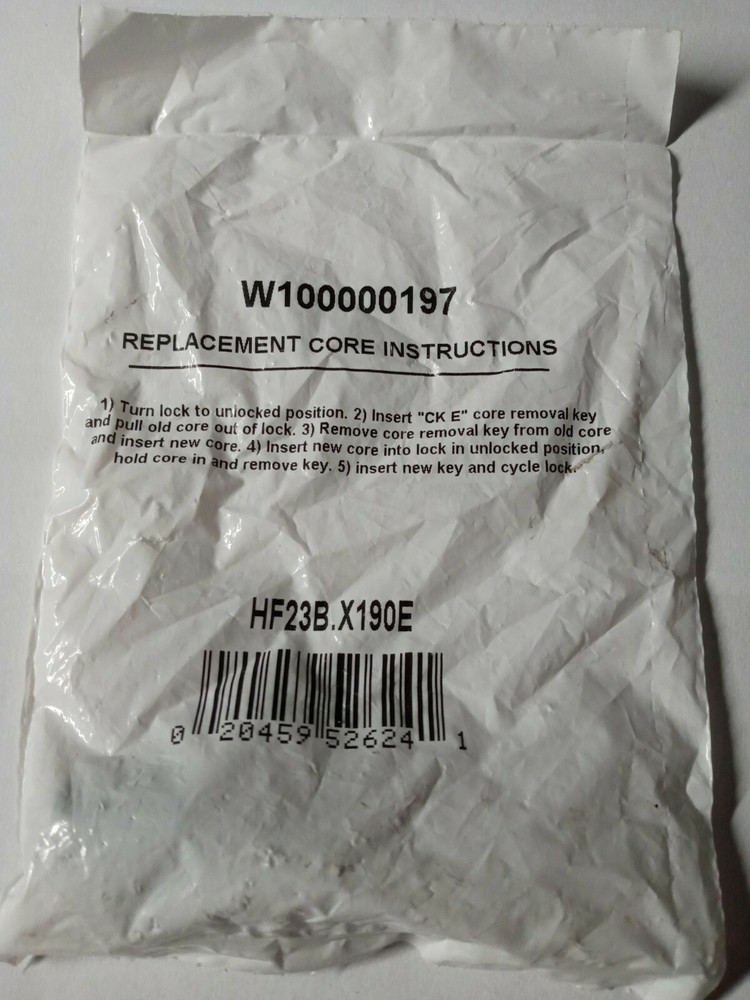 W100000197
REPLACEMENT CORE INSTRUCTIONS
1) Turn lock to unlocked position. 2) Insert "CK E" core removal key
and pull old core out of lock. 3) Remove core removal key from old core
and insert new core. 4) Insert new core into lock in unlocked position,
hold core in and remove key. 5) insert new key and cycle lock.
HF23B.X190E
0 20459 52624 1